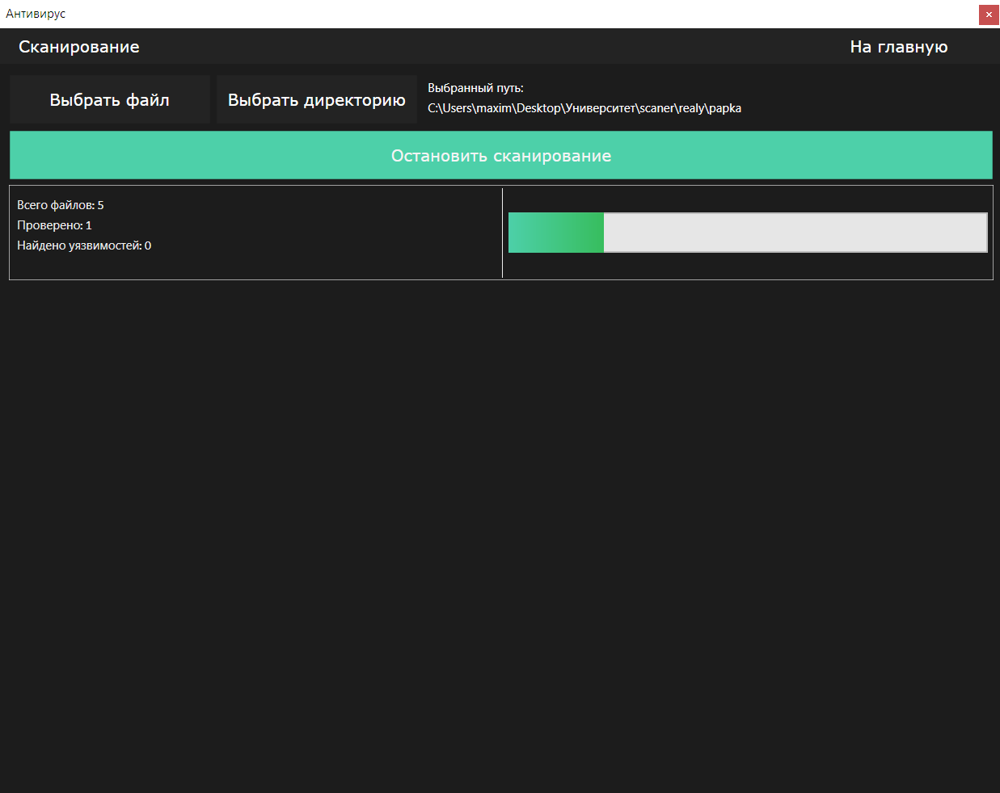 Антивирус
Сканирование
На главную
Выбрать файл
Выбрать директорию
Выбранный путь:
C:\Users\maxim\Desktop\Университет\scaner\realy\papka
Остановить сканирование
Всего файлов: 5
Проверено: 1
Найдено уязвимостей: 0